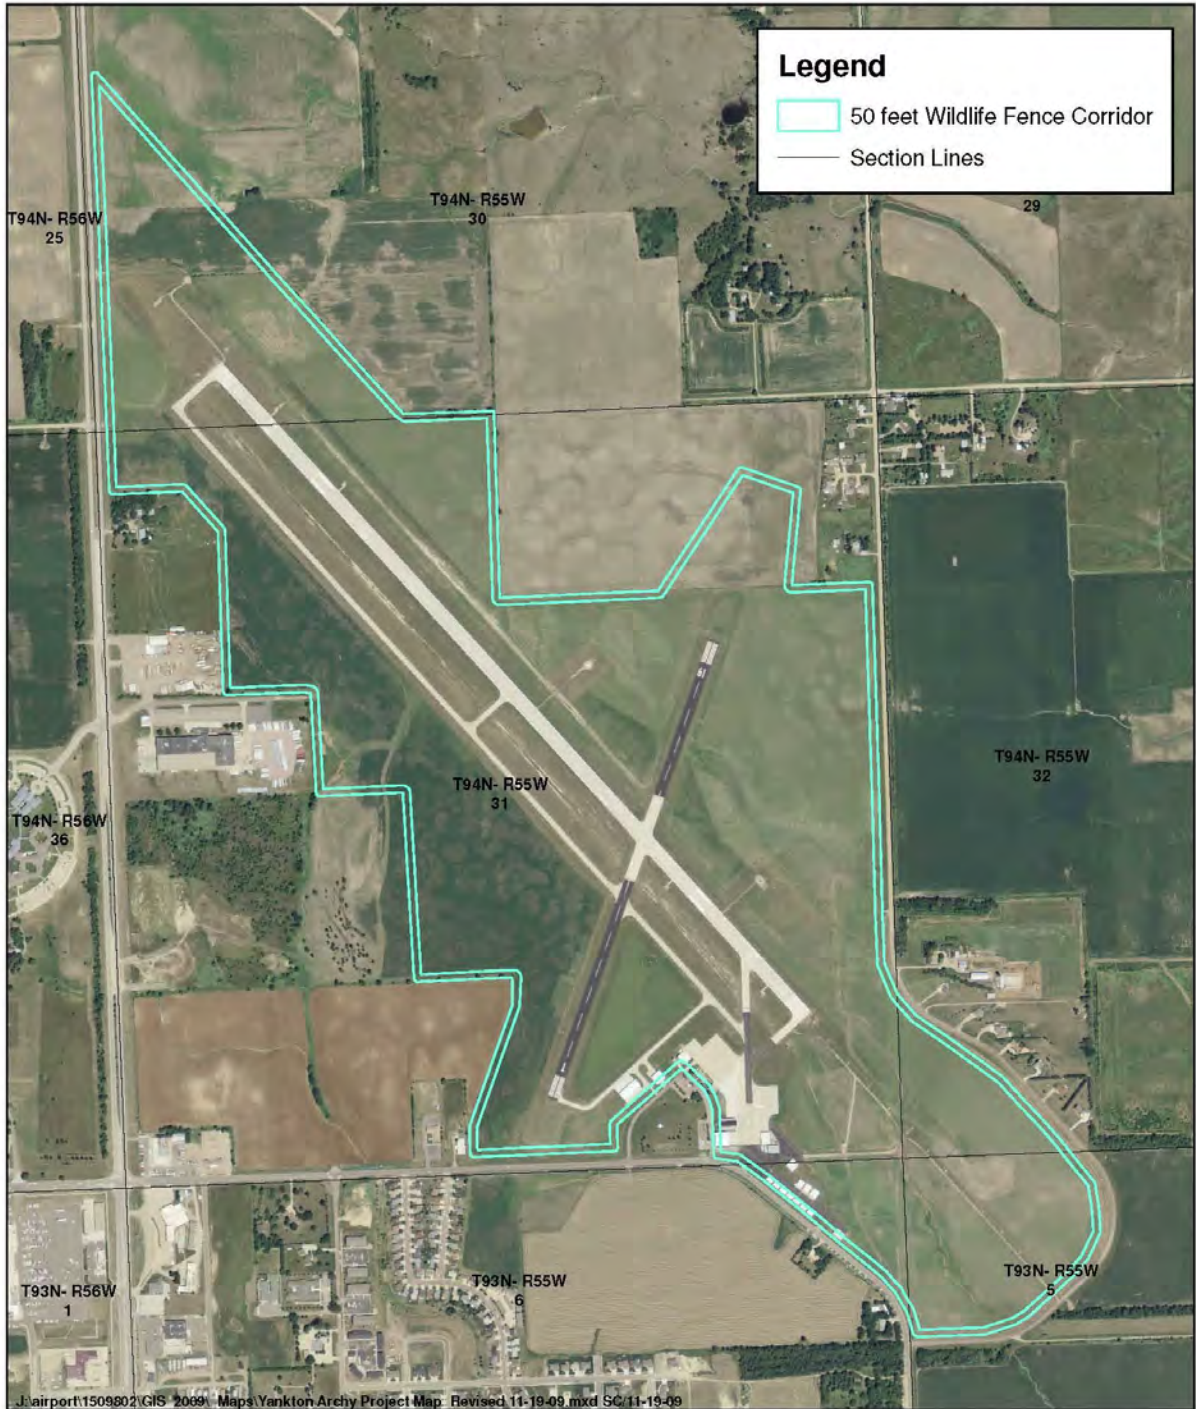 Legend
50 feet Wildlife Fence Corridor
Section Lines
T94N- R56W
25
T94N- R55W
30
29
T94N- R55W
31
T94N- R55W
32
T94N- R56W
36
T93N- R56W
1
T93N- R55W
6
T93N- R55W
5
J:\airport\1509802\GIS_2009\_Maps\Yankton Archy Project Map_Revised 11-19-09.mxd SC/11-19-09